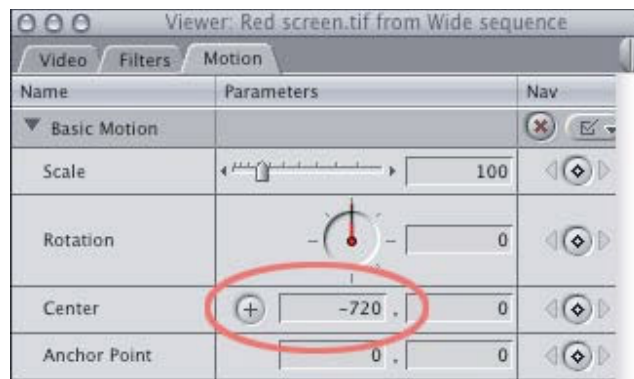 Viewer: Red screen.tif from Wide sequence
Video Filters Motion
Name Parameters Nav
Basic Motion
Scale 100
Rotation 0
Center -720 , 0
Anchor Point 0 , 0